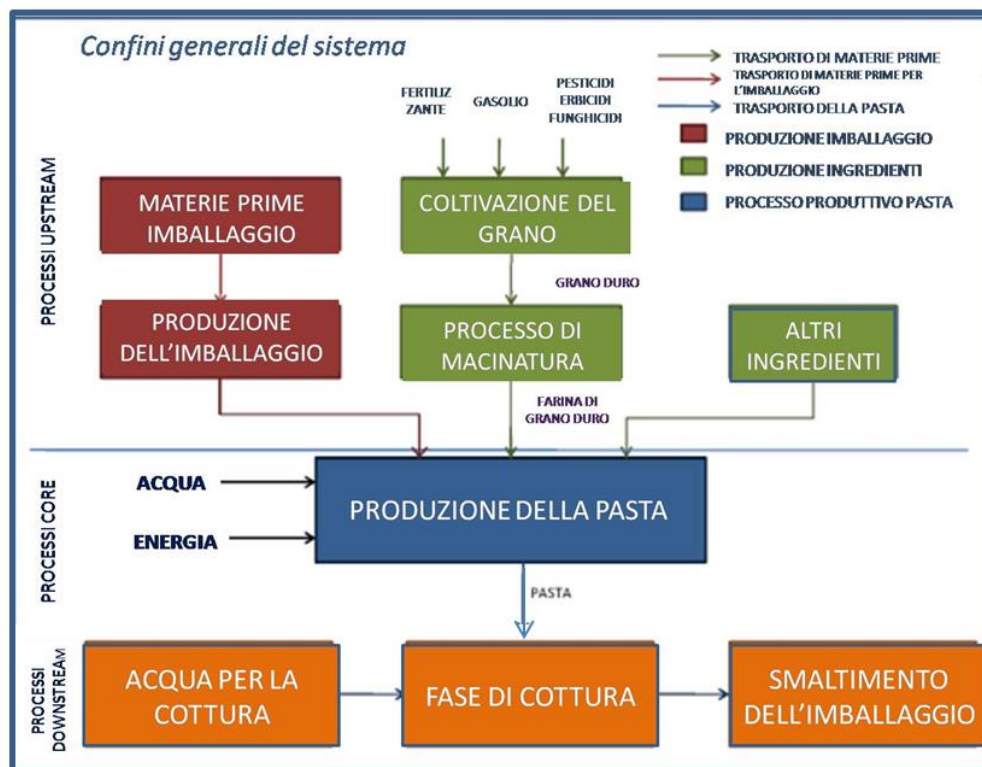 Confini generali del sistema
TRASPORTO DI MATERIE PRIME
TRASPORTO DI MATERIE PRIME PER
L'IMBALLAGGIO
TRASPORTO DELLA PASTA
PRODUZIONE IMBALLAGGIO
PRODUZIONE INGREDIENTI
PROCESSO PRODUTTIVO PASTA
FERTILIZ
ZANTE
GASOLIO
PESTICIDI
ERBICIDI
FUNGHICIDI
PROCESSI UPSTREAM
MATERIE PRIME
IMBALLAGGIO
COLTIVAZIONE DEL
GRANO
GRANO DURO
PRODUZIONE
DELL'IMBALLAGGIO
PROCESSO DI
MACINATURA
ALTRI
INGREDIENTI
FARINA DI
GRANO DURO
PROCESSI CORE
ACQUA
ENERGIA
PRODUZIONE DELLA PASTA
PASTA
PROCESSI
DOWNSTREAM
ACQUA PER LA
COTTURA
FASE DI COTTURA
SMALTIMENTO
DELL'IMBALLAGGIO